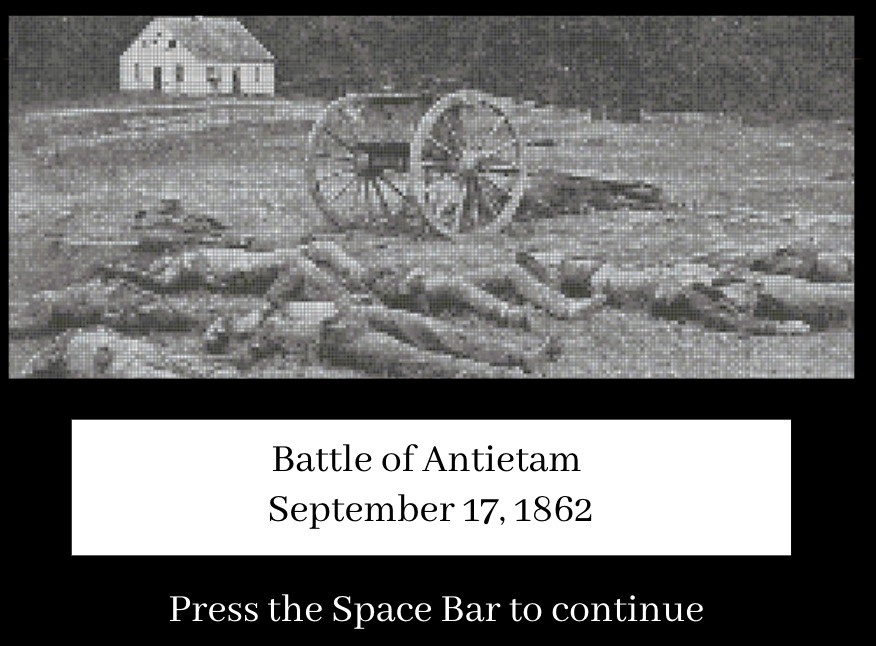 Battle of Antietam
September 17, 1862
Press the Space Bar to continue